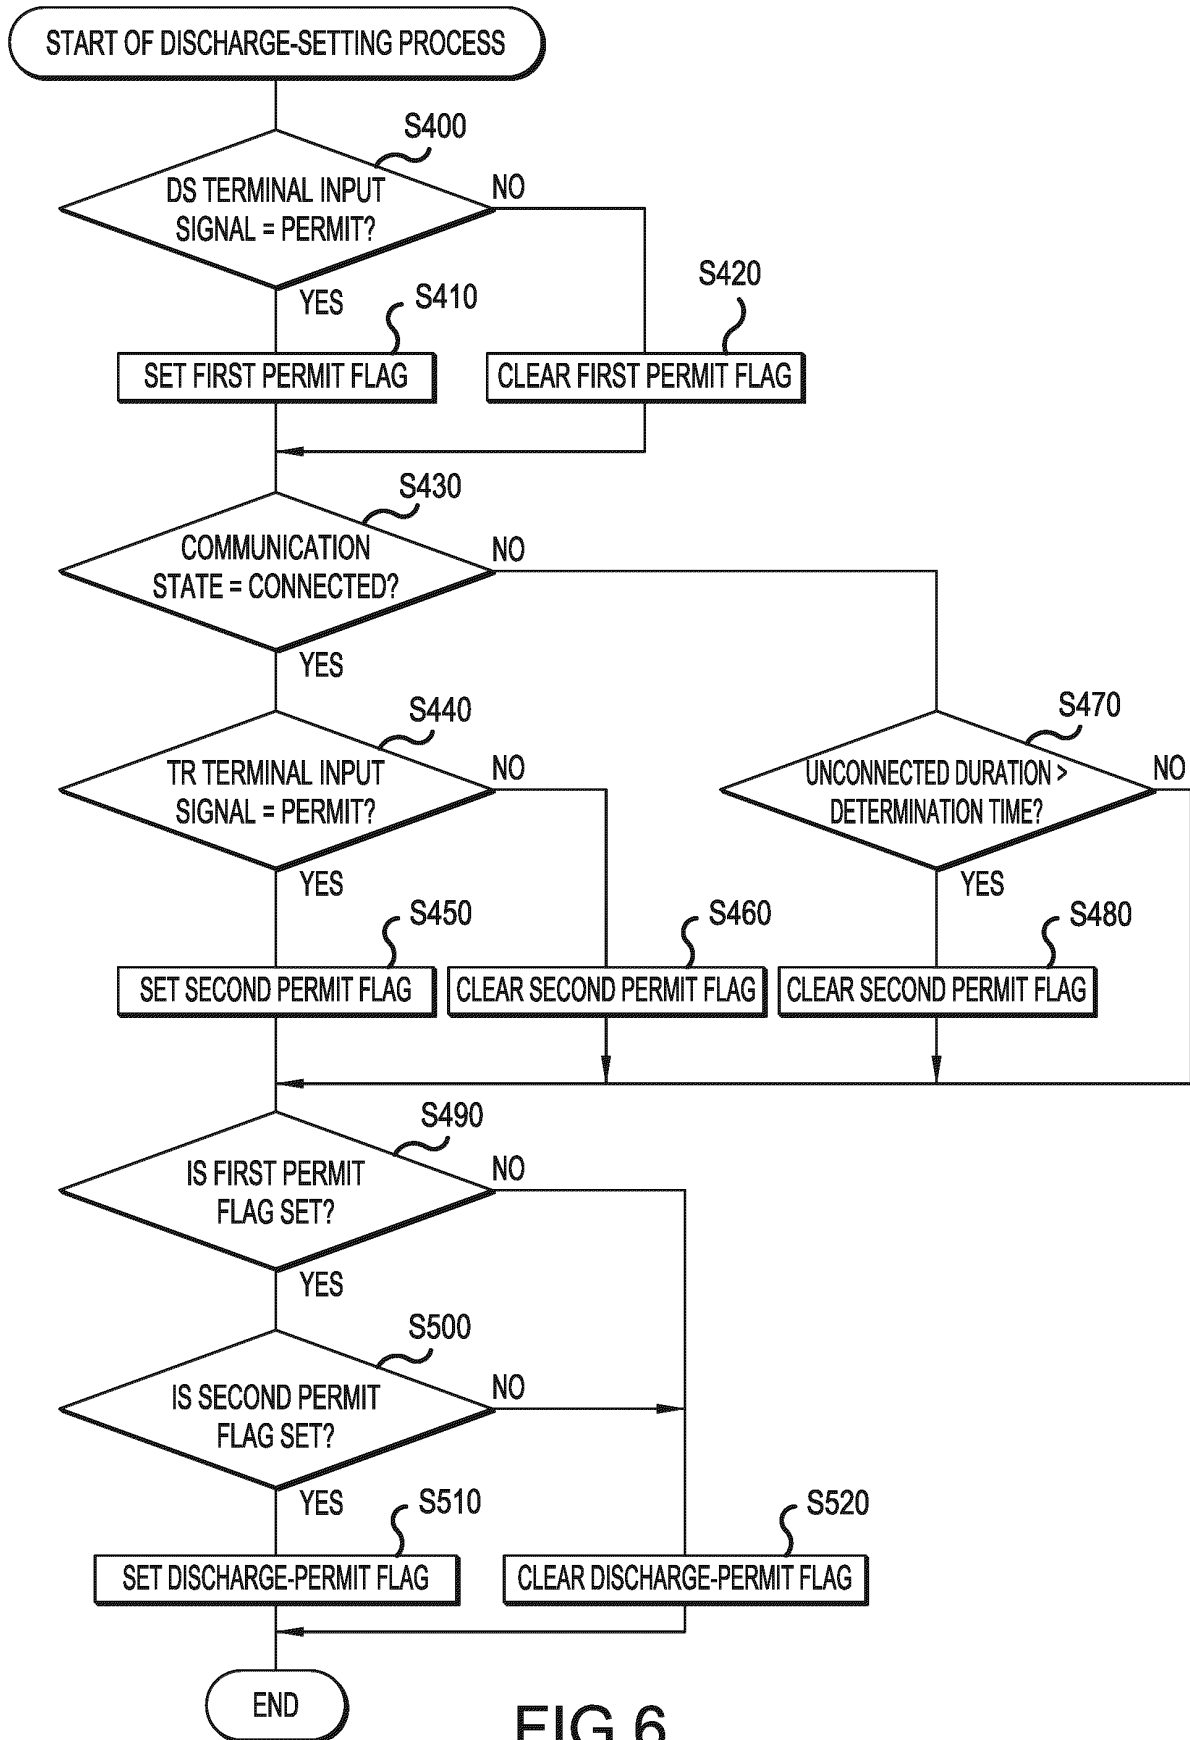 START OF DISCHARGE-SETTING PROCESS
S400
DS TERMINAL INPUT
SIGNAL = PERMIT?
NO
YES
S410
S420
SET FIRST PERMIT FLAG
CLEAR FIRST PERMIT FLAG
S430
COMMUNICATION
STATE = CONNECTED?
NO
YES
S440
TR TERMINAL INPUT
SIGNAL = PERMIT?
NO
YES
S470
UNCONNECTED DURATION >
DETERMINATION TIME?
NO
YES
S450
S460
S480
SET SECOND PERMIT FLAG
CLEAR SECOND PERMIT FLAG
CLEAR SECOND PERMIT FLAG
S490
IS FIRST PERMIT
FLAG SET?
NO
YES
S500
IS SECOND PERMIT
FLAG SET?
NO
YES
S510
S520
SET DISCHARGE-PERMIT FLAG
CLEAR DISCHARGE-PERMIT FLAG
END
FIG.6